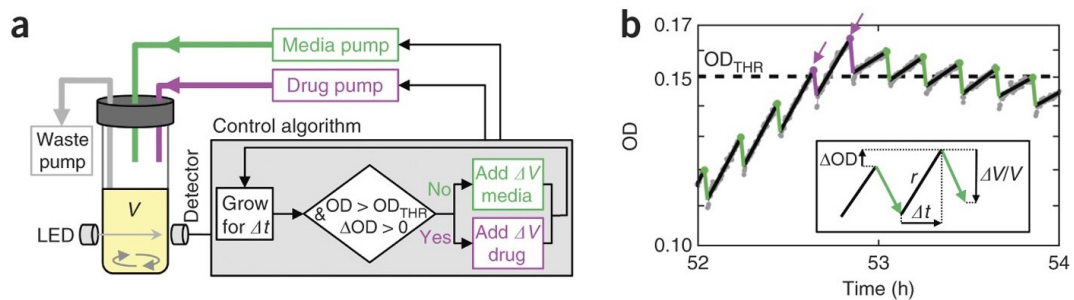 a
Media pump
Drug pump
Waste
pump
Control algorithm
Detector
LED
V
Grow
for Δt
& OD > OD_THR
ΔOD > 0
No
Yes
Add ΔV
media
Add ΔV
drug
b
OD
0.17
0.15
0.10
OD_THR
ΔOD
r
Δt
ΔV/V
52
53
54
Time (h)